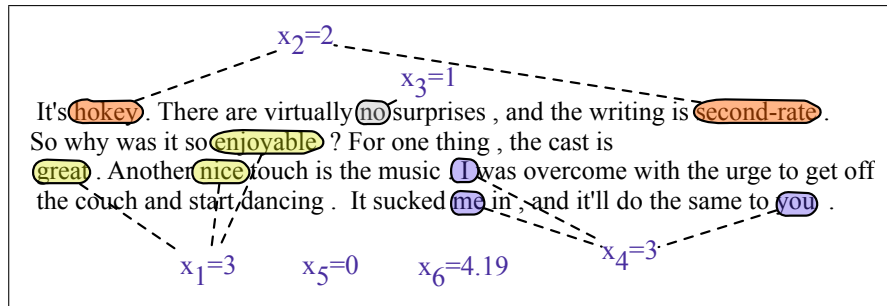 x2=2
x3=1
It's hokey . There are virtually no surprises , and the writing is second-rate .
So why was it so enjoyable ? For one thing , the cast is
great . Another nice touch is the music . I was overcome with the urge to get off
the couch and start dancing . It sucked me in , and it'll do the same to you .
x1=3 x5=0 x6=4.19 x4=3